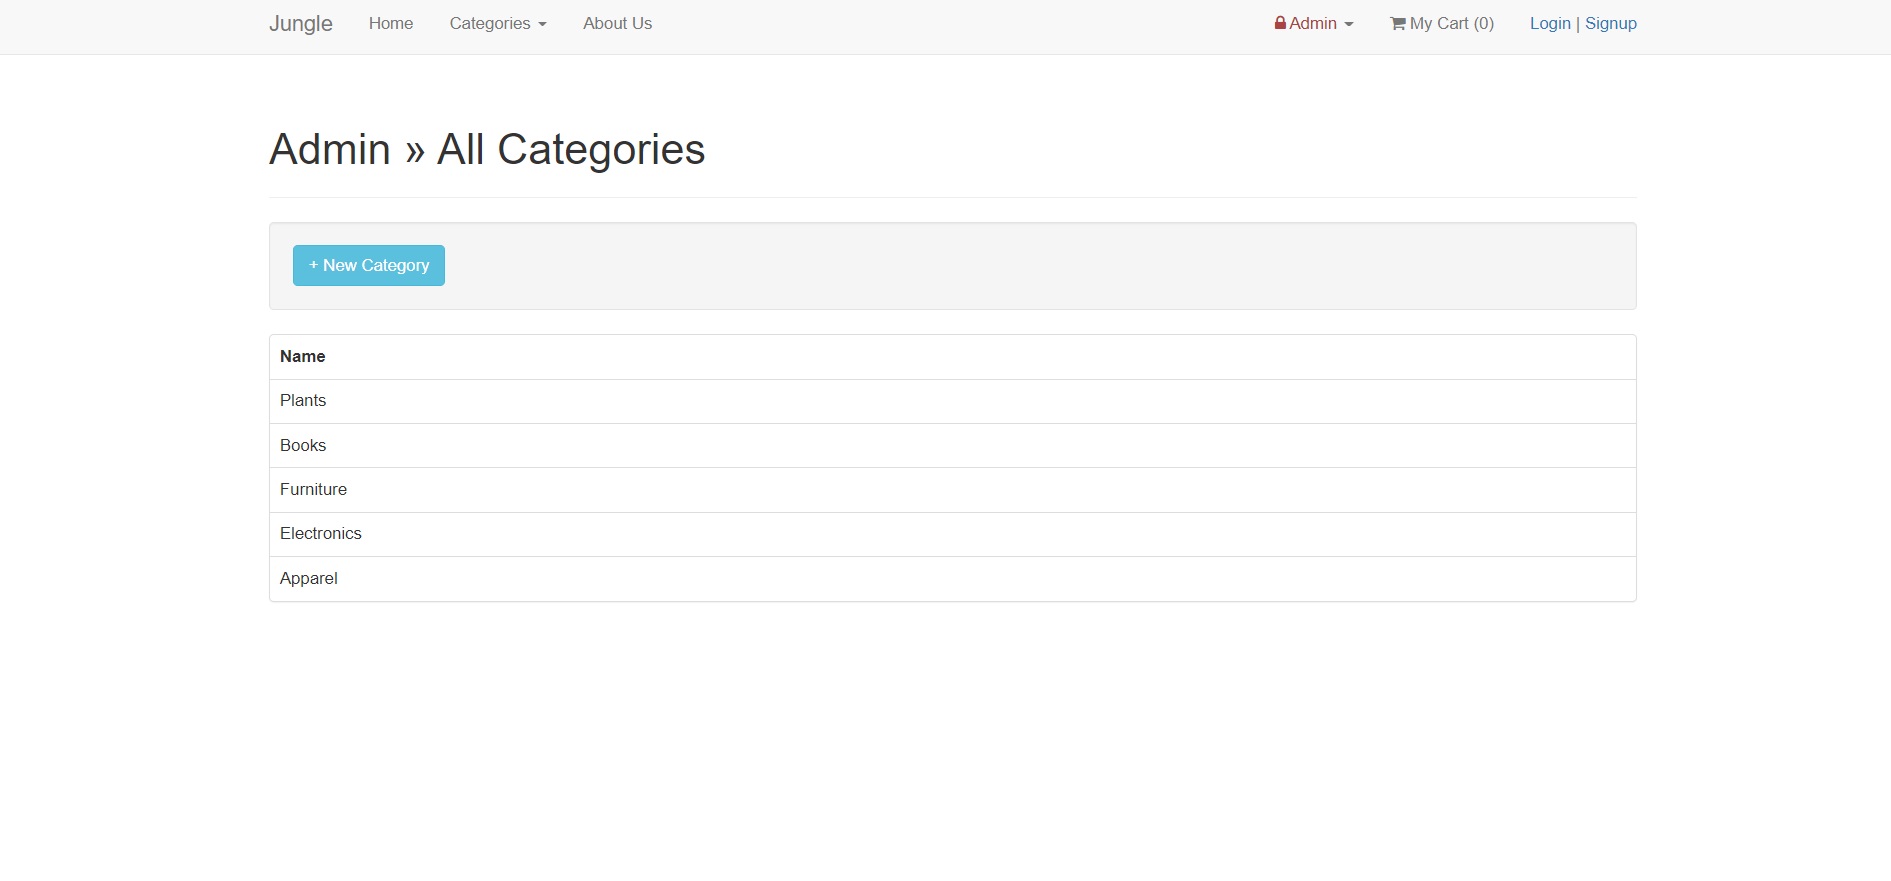 Jungle Home Categories About Us Admin My Cart (0) Login | Signup
Admin » All Categories
+ New Category
Name
Plants
Books
Furniture
Electronics
Apparel